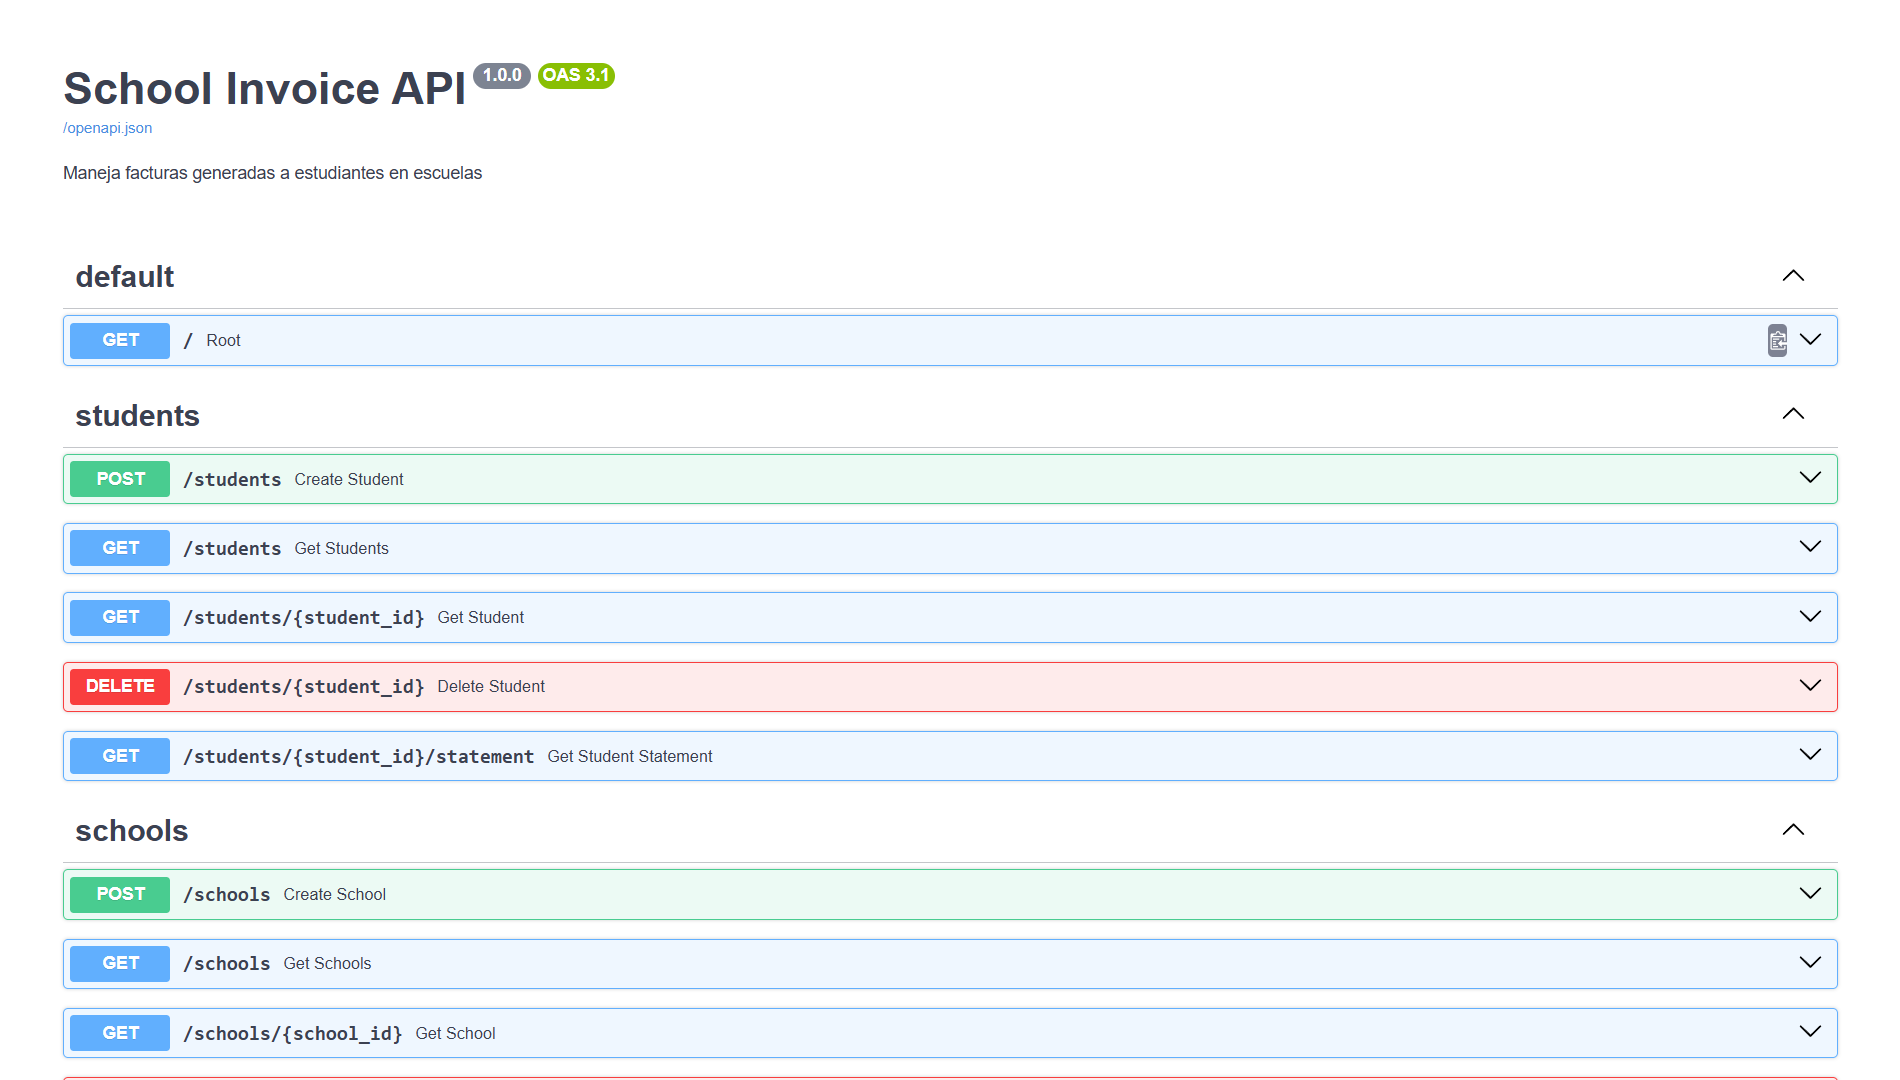 School Invoice API 1.0.0 OAS 3.1
/openapi.json
Maneja facturas generadas a estudiantes en escuelas
default
GET / Root
students
POST /students Create Student
GET /students Get Students
GET /students/{student_id} Get Student
DELETE /students/{student_id} Delete Student
GET /students/{student_id}/statement Get Student Statement
schools
POST /schools Create School
GET /schools Get Schools
GET /schools/{school_id} Get School